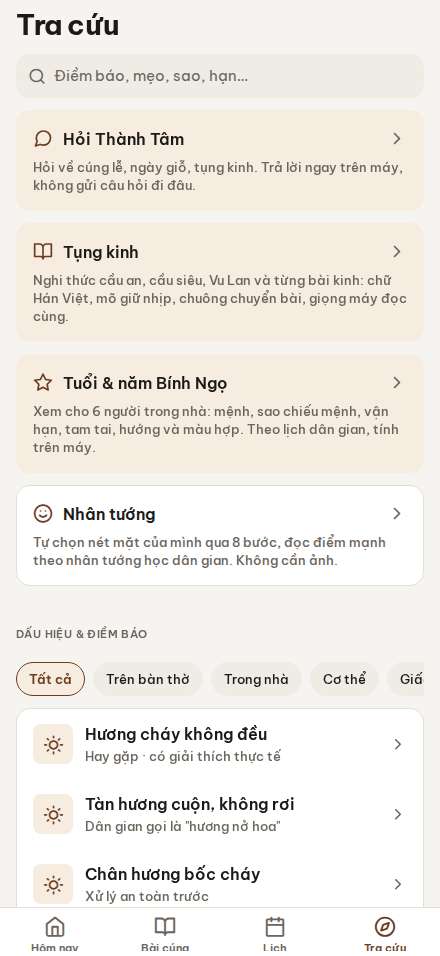 Tra cứu
Điềm báo, mẹo, sao, hạn...
Hỏi Thành Tâm
Hỏi về cúng lễ, ngày giỗ, tụng kinh. Trả lời ngay trên máy,
không gửi câu hỏi đi đâu.
Tụng kinh
Nghi thức cầu an, cầu siêu, Vu Lan và từng bài kinh: chữ
Hán Việt, mõ giữ nhịp, chuông chuyển bài, giọng máy đọc
cùng.
Tuổi & năm Bính Ngọ
Xem cho 6 người trong nhà: mệnh, sao chiếu mệnh, vận
hạn, tam tai, hướng và màu hợp. Theo lịch dân gian, tính
trên máy.
Nhân tướng
Tự chọn nét mặt của mình qua 8 bước, đọc điểm mạnh
theo nhân tướng học dân gian. Không cần ảnh.
DẤU HIỆU & ĐIỀM BÁO
Tất cả Trên bàn thờ Trong nhà Cơ thể
Hương cháy không đều
Hay gặp · có giải thích thực tế
Tàn hương cuộn, không rơi
Dân gian gọi là "hương nở hoa"
Chân hương bốc cháy
Xử lý an toàn trước
Hôm nay Bài cúng Lịch Tra cứu